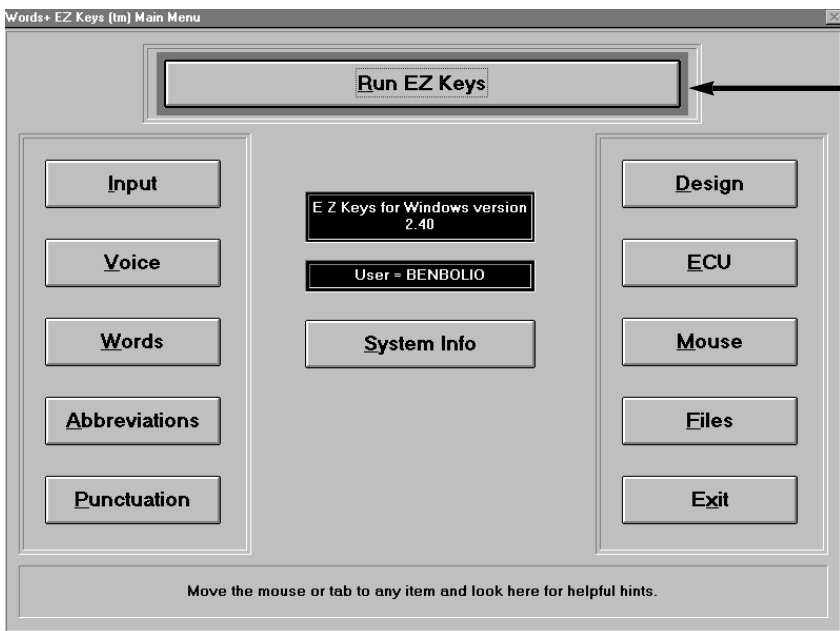 Words+ EZ Keys (tm) Main Menu
Run EZ Keys
Input
Voice
Words
Abbreviations
Punctuation
E Z Keys for Windows version
2.40
User = BENBOLIO
System Info
Design
ECU
Mouse
Files
Exit
Move the mouse or tab to any item and look here for helpful hints.